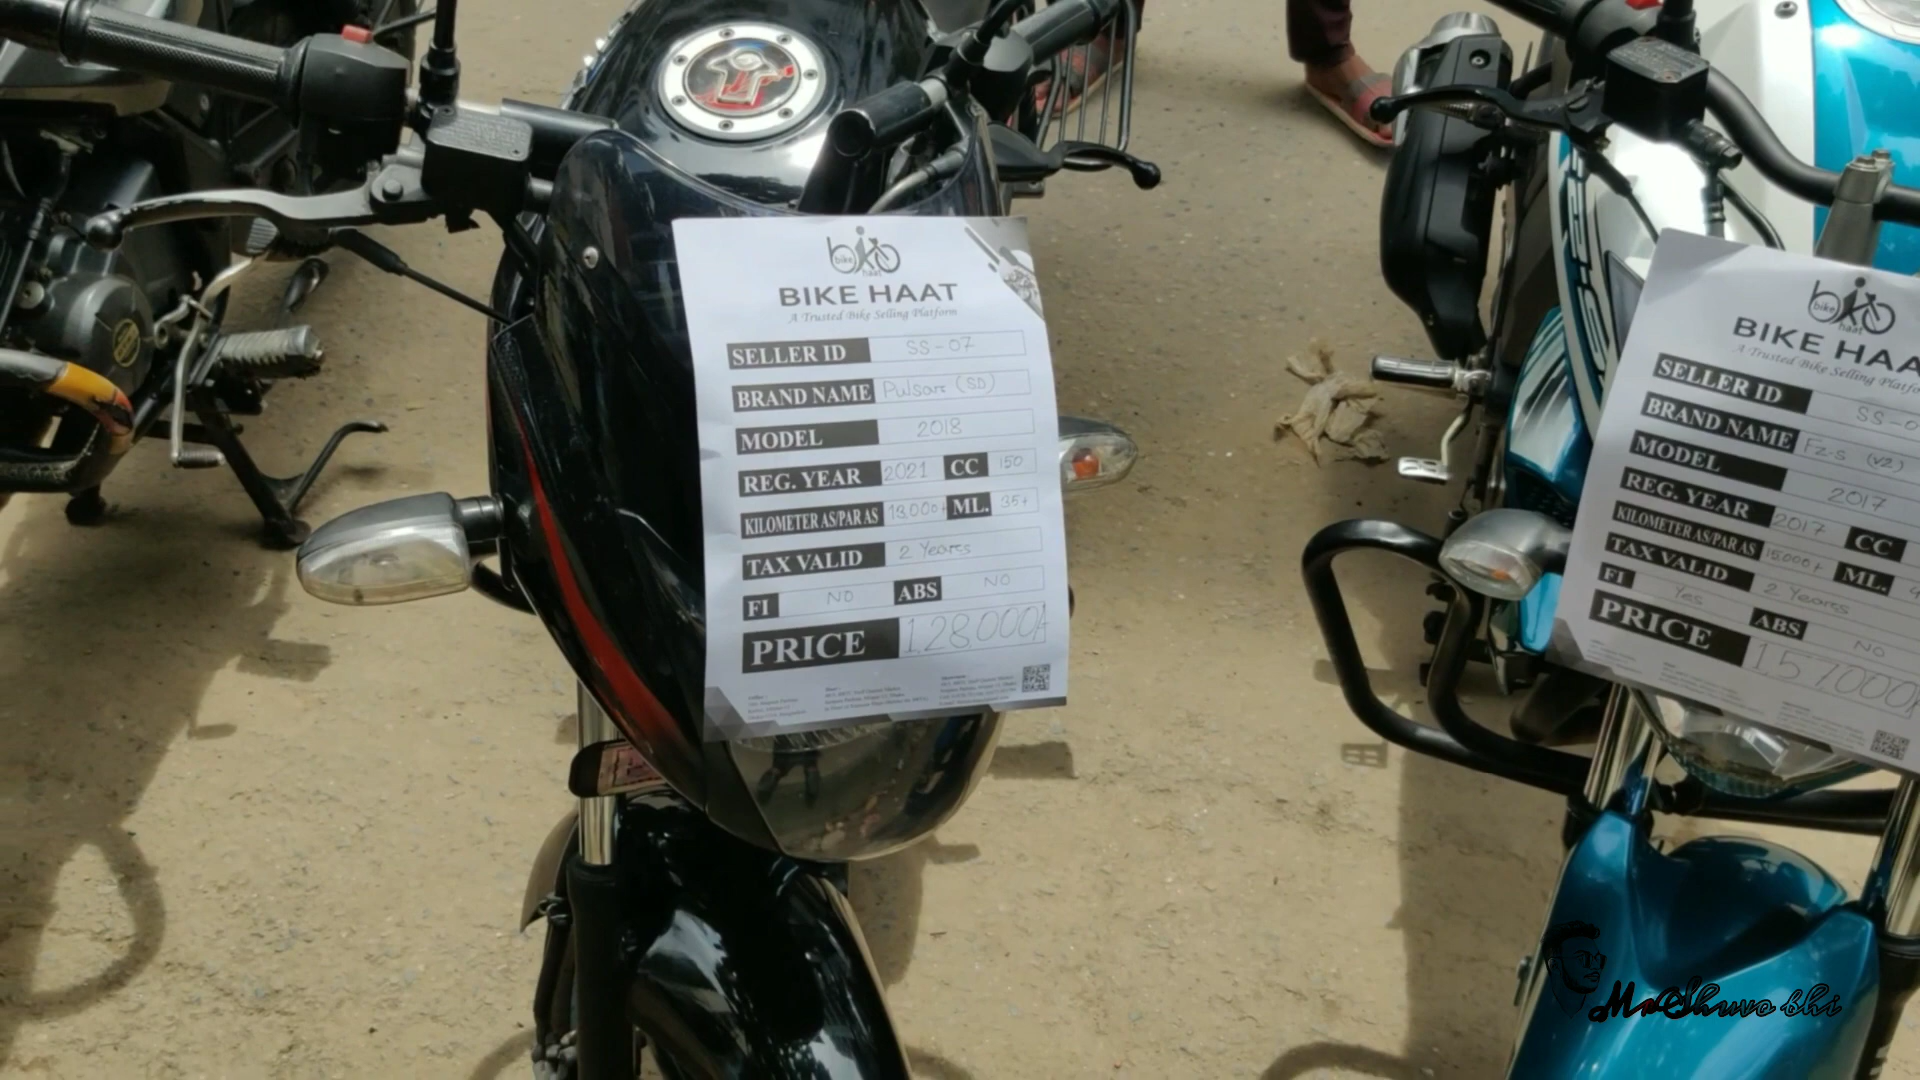 bike haat
BIKE HAAT
A Trusted Bike Selling Platform
SELLER ID SS-07
BRAND NAME Pulsar (SD)
MODEL 2018
REG. YEAR 2021 CC 150
KILOMETER AS/PAR AS 13,000+ ML. 35+
TAX VALID 2 Years
FI NO ABS NO
PRICE 1,28,000/-
bike haat
BIKE HAA
A Trusted Bike Selling Platfo
SELLER ID SS-0
BRAND NAME FZ-S (V2)
MODEL 2017
REG. YEAR 2017 CC
KILOMETER AS/PAR AS 15,000+ ML. 4
TAX VALID 2 Years
FI Yes ABS NO
PRICE 1,57,000/
MrShuvo bhi